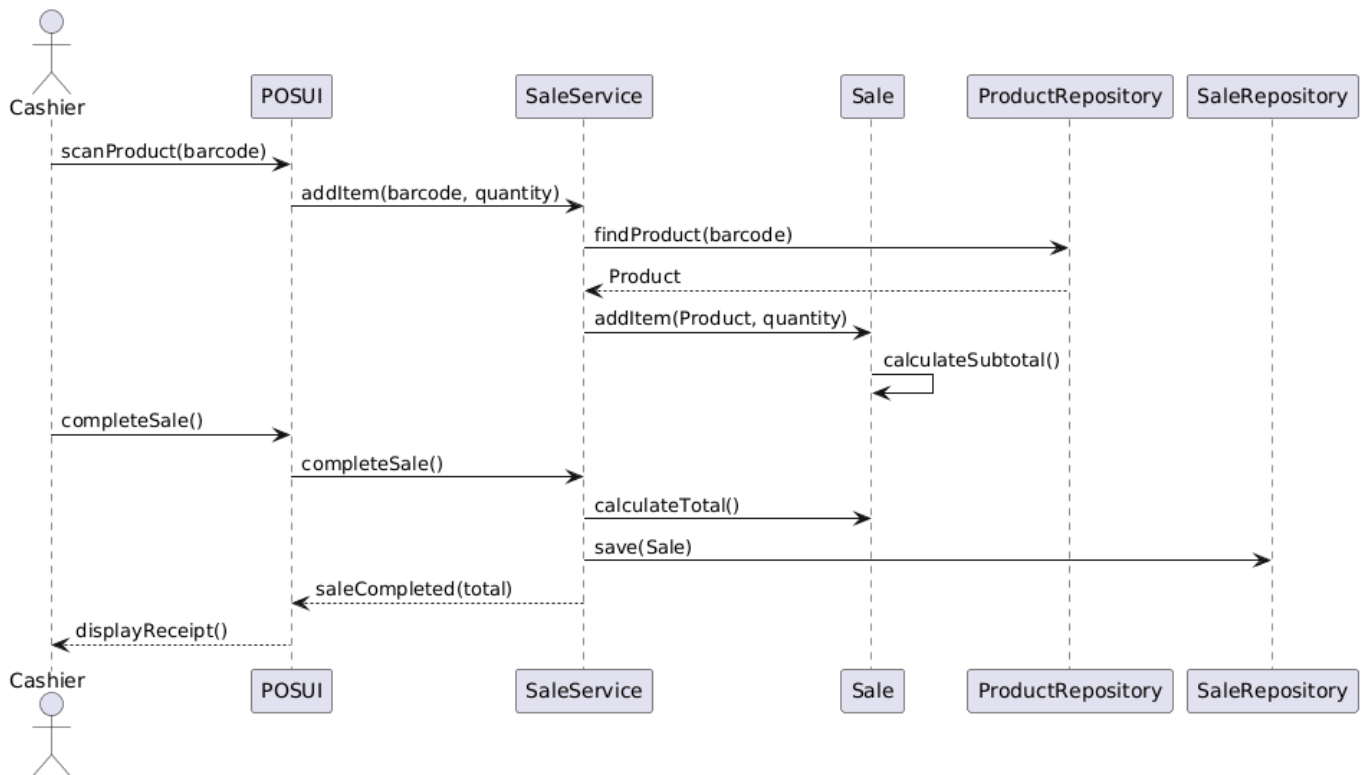 Cashier
POSUI
SaleService
Sale
ProductRepository
SaleRepository
scanProduct(barcode)
addItem(barcode, quantity)
findProduct(barcode)
Product
addItem(Product, quantity)
calculateSubtotal()
completeSale()
completeSale()
calculateTotal()
save(Sale)
saleCompleted(total)
displayReceipt()
Cashier
POSUI
SaleService
Sale
ProductRepository
SaleRepository